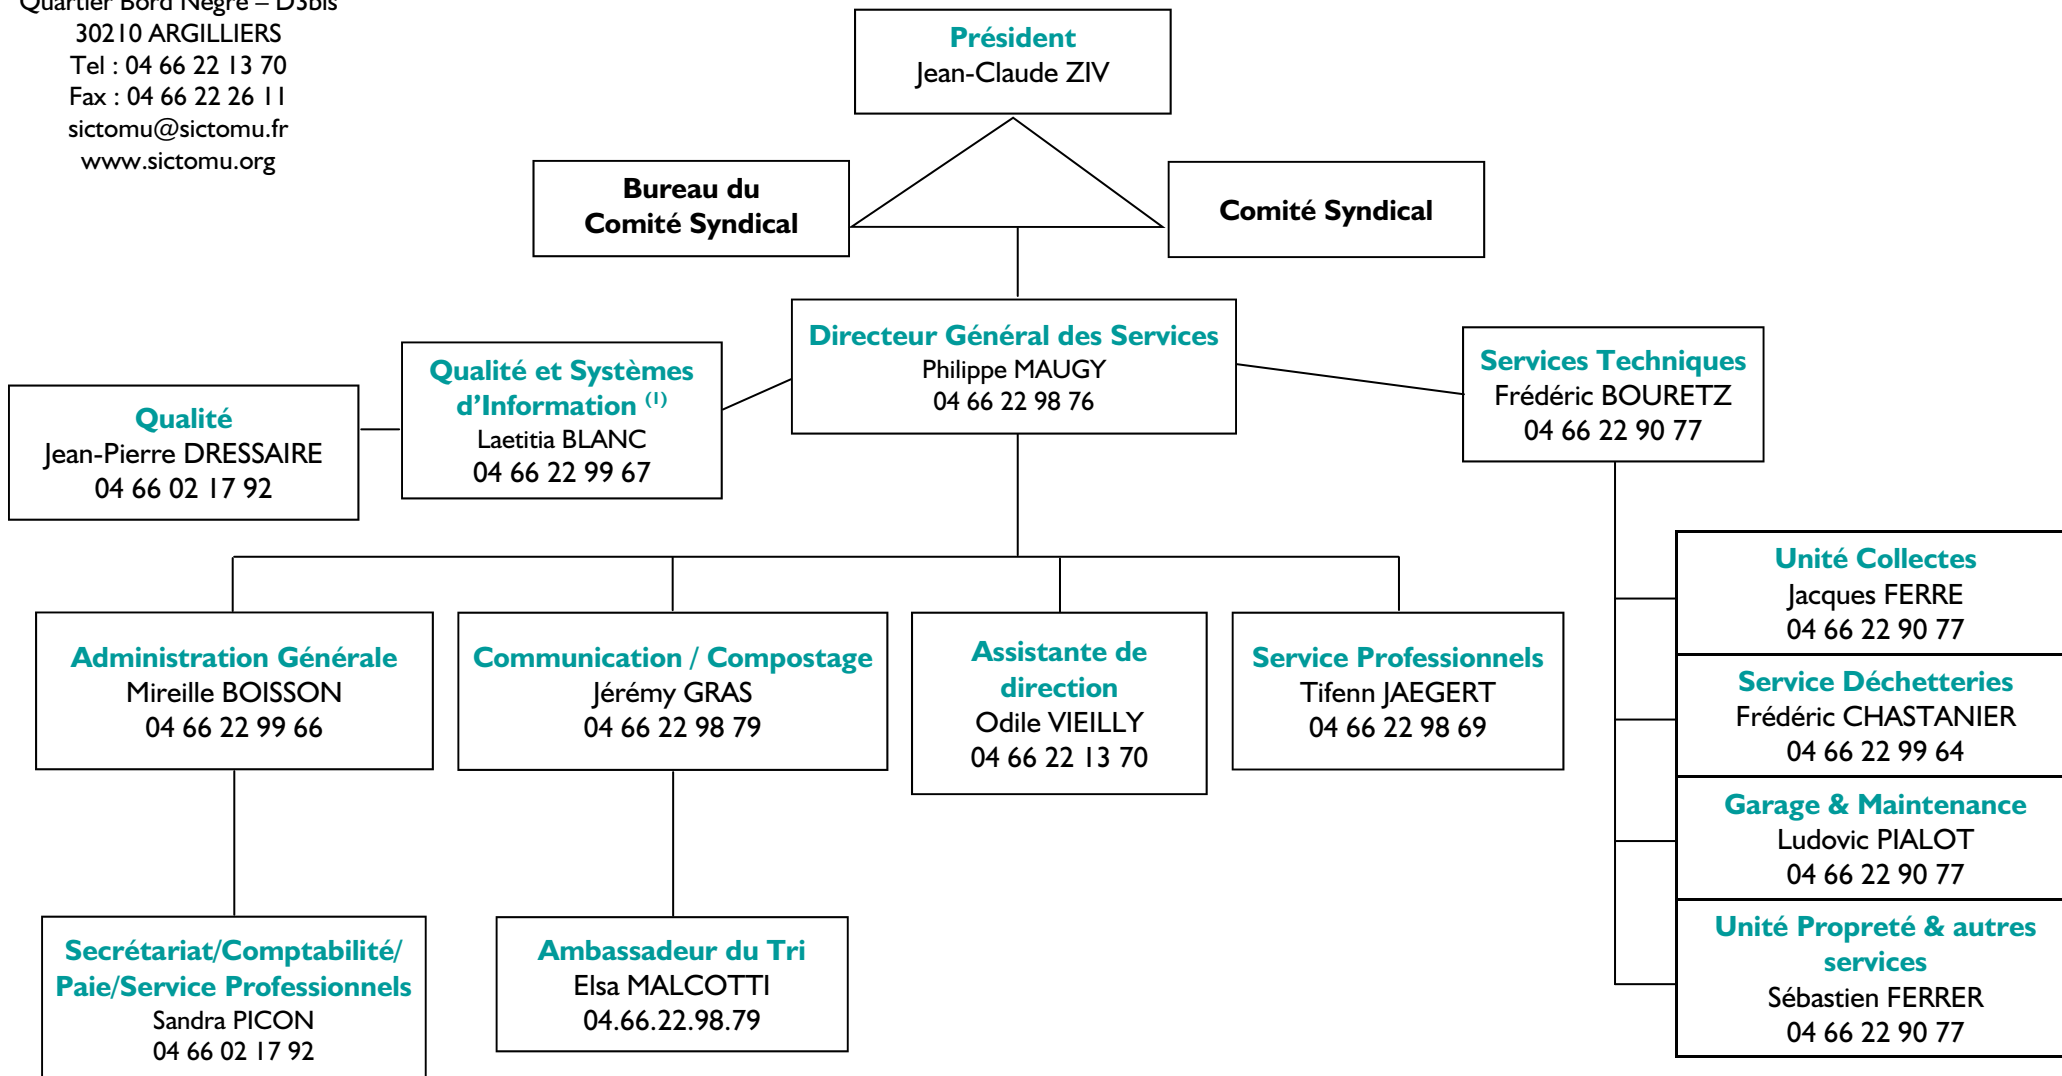 Quartier Bord Nègre – D3bis
30210 ARGILLIERS
Tel : 04 66 22 13 70
Fax : 04 66 22 26 11
sictomu@sictomu.fr
www.sictomu.org
Président
Jean-Claude ZIV
Bureau du
Comité Syndical
Comité Syndical
Directeur Général des Services
Philippe MAUGY
04 66 22 98 76
Qualité et Systèmes
d’Information (1)
Laetitia BLANC
04 66 22 99 67
Qualité
Jean-Pierre DRESSAIRE
04 66 02 17 92
Services Techniques
Frédéric BOURETZ
04 66 22 90 77
Administration Générale
Mireille BOISSON
04 66 22 99 66
Communication / Compostage
Jérémy GRAS
04 66 22 98 79
Assistante de
direction
Odile VIEILLY
04 66 22 13 70
Service Professionnels
Tifenn JAEGERT
04 66 22 98 69
Unité Collectes
Jacques FERRE
04 66 22 90 77
Service Déchetteries
Frédéric CHASTANIER
04 66 22 99 64
Garage & Maintenance
Ludovic PIALOT
04 66 22 90 77
Unité Propreté & autres
services
Sébastien FERRER
04 66 22 90 77
Secrétariat/Comptabilité/
Paie/Service Professionnels
Sandra PICON
04 66 02 17 92
Ambassadeur du Tri
Elsa MALCOTTI
04.66.22.98.79